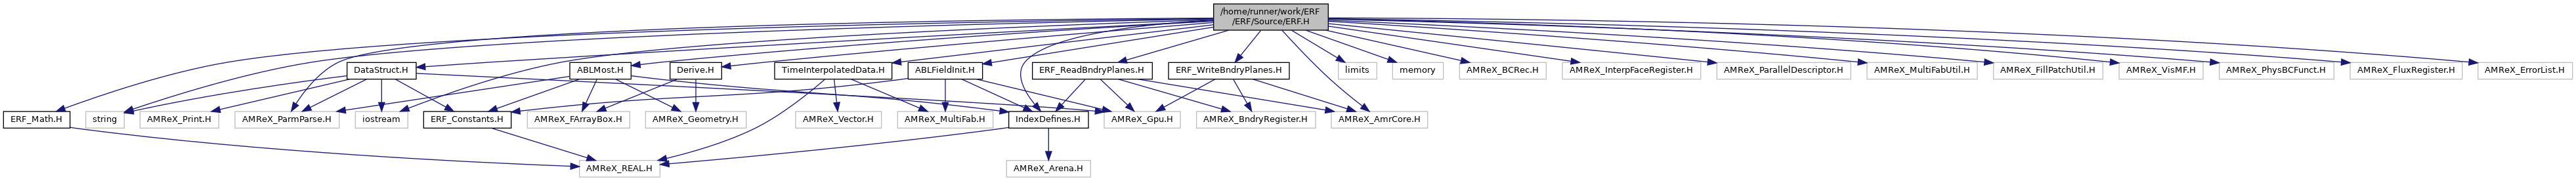 /home/runner/work/ERF
/ERF/Source/ERF.H
DataStruct.H
ABLMost.H
Derive.H
TimeInterpolatedData.H
ABLFieldInit.H
ERF_ReadBndryPlanes.H
ERF_WriteBndryPlanes.H
limits
memory
AMReX_BCRec.H
AMReX_InterpFaceRegister.H
AMReX_ParallelDescriptor.H
AMReX_MultiFabUtil.H
AMReX_FillPatchUtil.H
AMReX_VisMF.H
AMReX_PhysBCFunct.H
AMReX_FluxRegister.H
AMReX_ErrorList.H
ERF_Math.H
string
AMReX_Print.H
AMReX_ParmParse.H
iostream
ERF_Constants.H
AMReX_FArrayBox.H
AMReX_Geometry.H
AMReX_Vector.H
AMReX_MultiFab.H
IndexDefines.H
AMReX_Gpu.H
AMReX_BndryRegister.H
AMReX_AmrCore.H
AMReX_REAL.H
AMReX_Arena.H